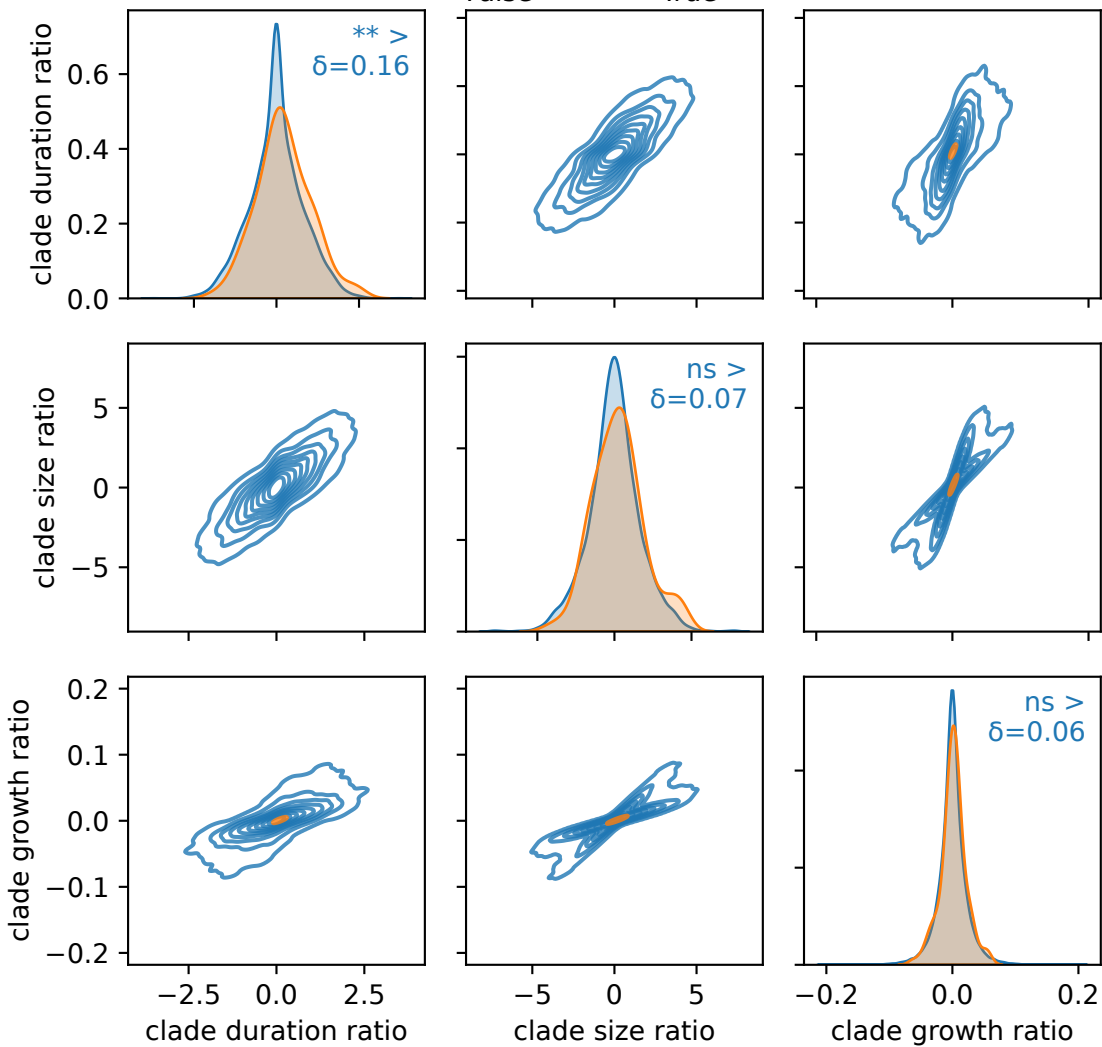 False True
clade duration ratio
0.6
0.4
0.2
0.0
** >
δ=0.16
clade size ratio
5
0
−5
ns >
δ=0.07
clade growth ratio
0.2
0.1
0.0
−0.1
−0.2
ns >
δ=0.06
−2.5 0.0 2.5
−5 0 5
−0.2 0.0 0.2
clade duration ratio
clade size ratio
clade growth ratio